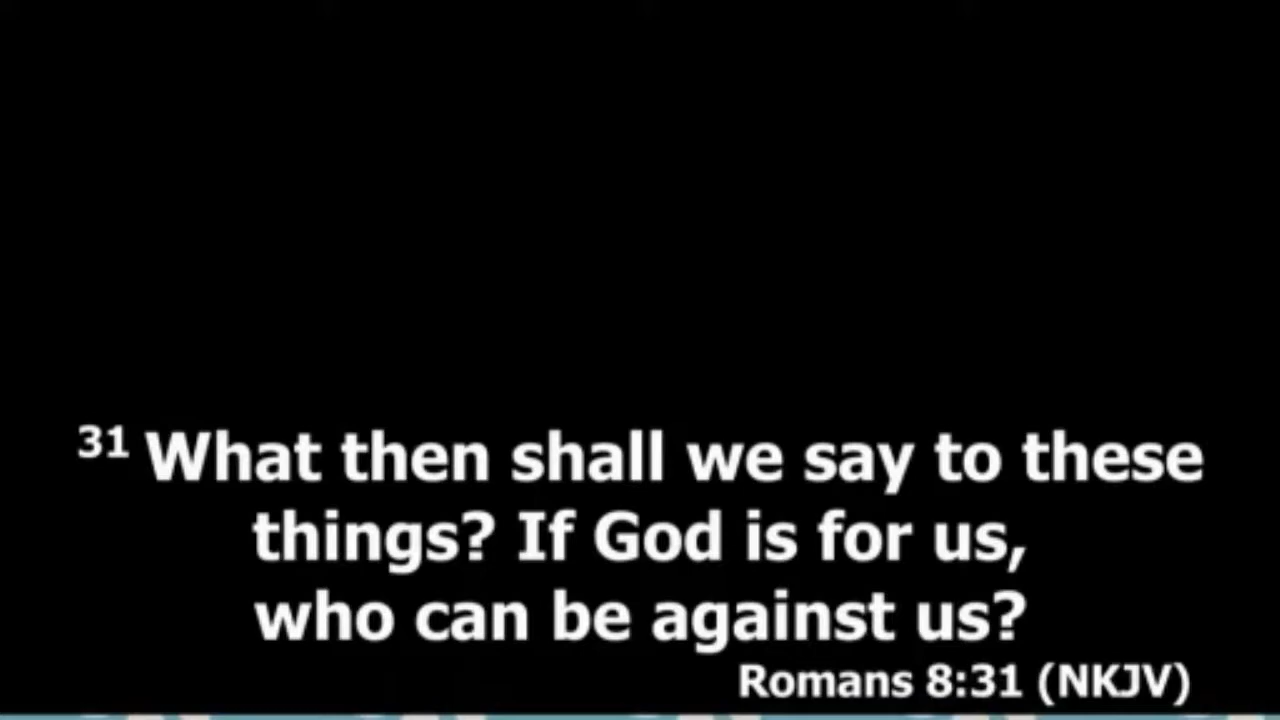 31 What then shall we say to these
things? If God is for us,
who can be against us?
Romans 8:31 (NKJV)